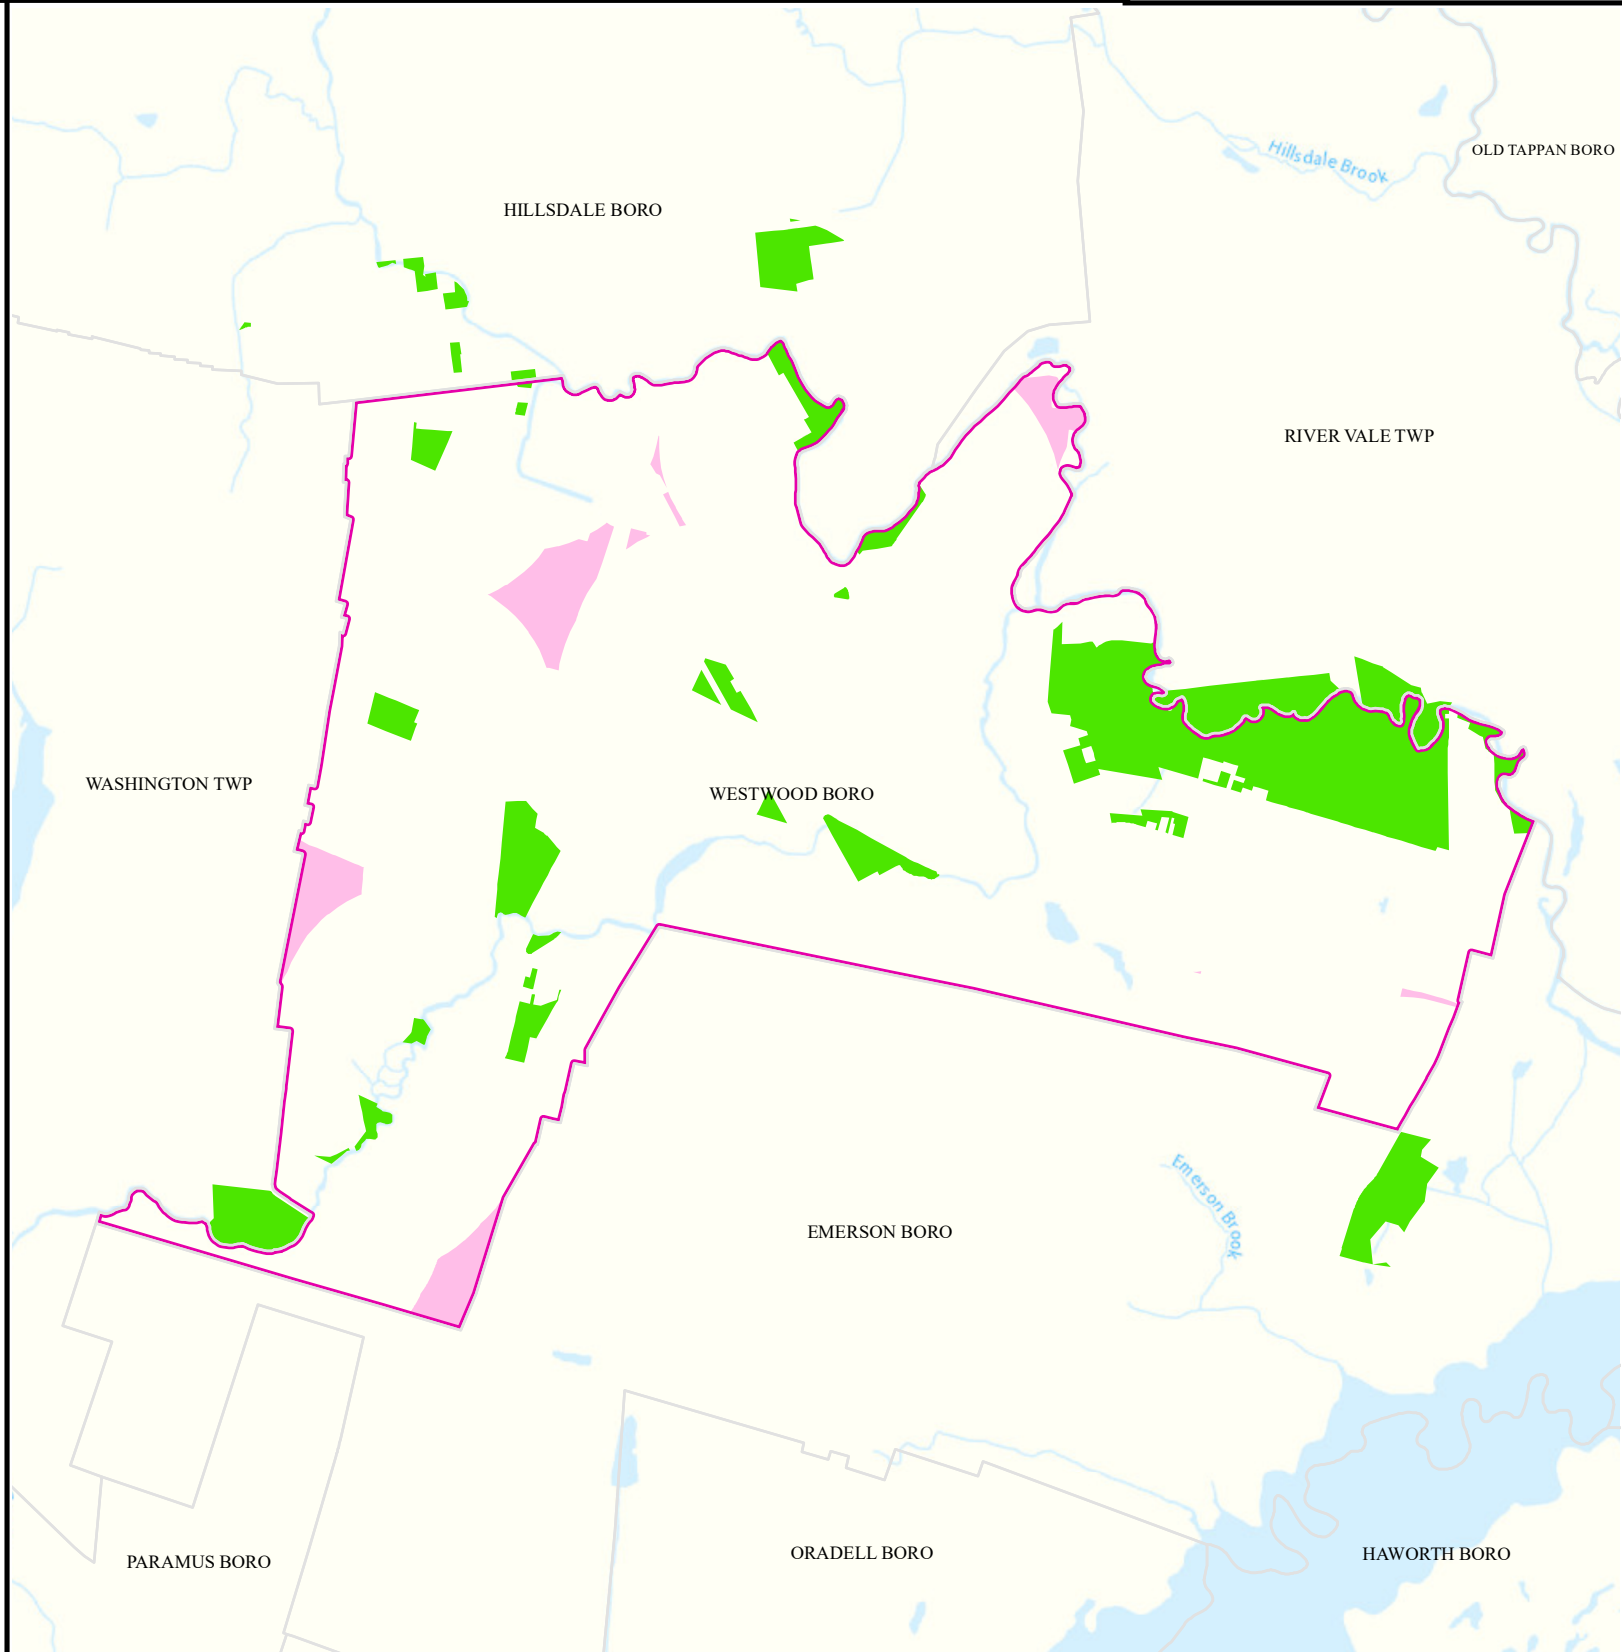 Hillsdale Brook
OLD TAPPAN BORO
HILLSDALE BORO
RIVER VALE TWP
WASHINGTON TWP
WESTWOOD BORO
Emerson Brook
EMERSON BORO
PARAMUS BORO
ORADELL BORO
HAWORTH BORO